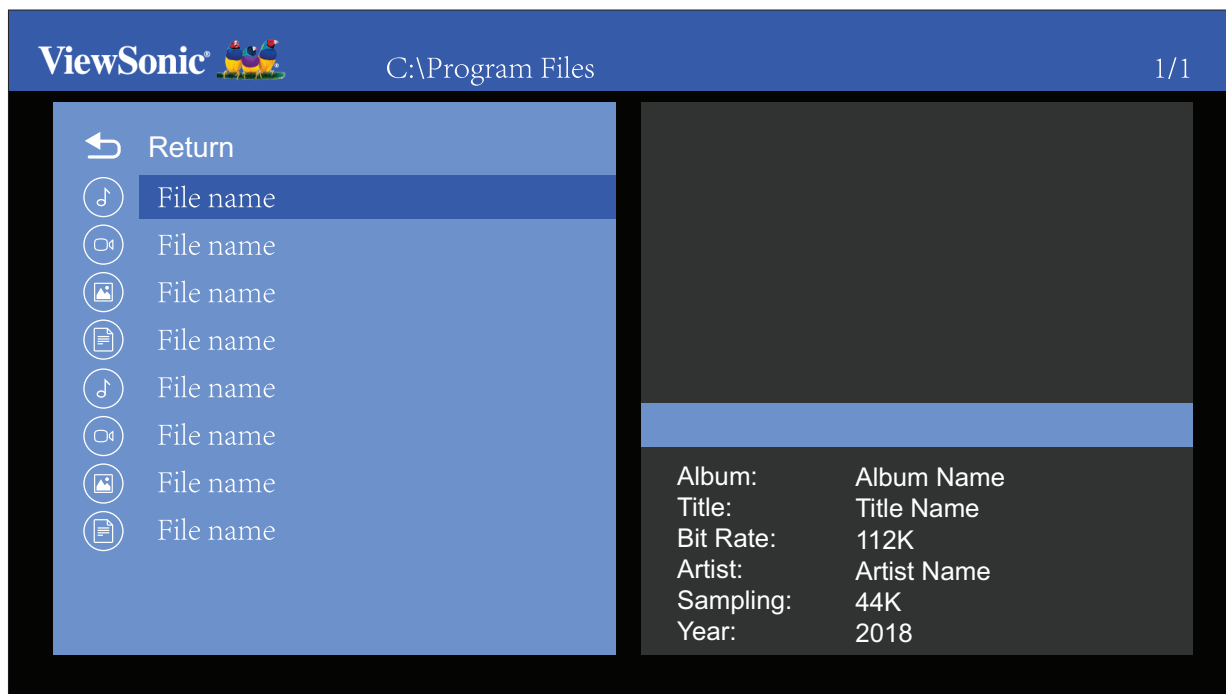 ViewSonic® C:\Program Files 1/1
Return
File name
File name
File name
File name
File name
File name
File name
File name
Album: Album Name
Title: Title Name
Bit Rate: 112K
Artist: Artist Name
Sampling: 44K
Year: 2018